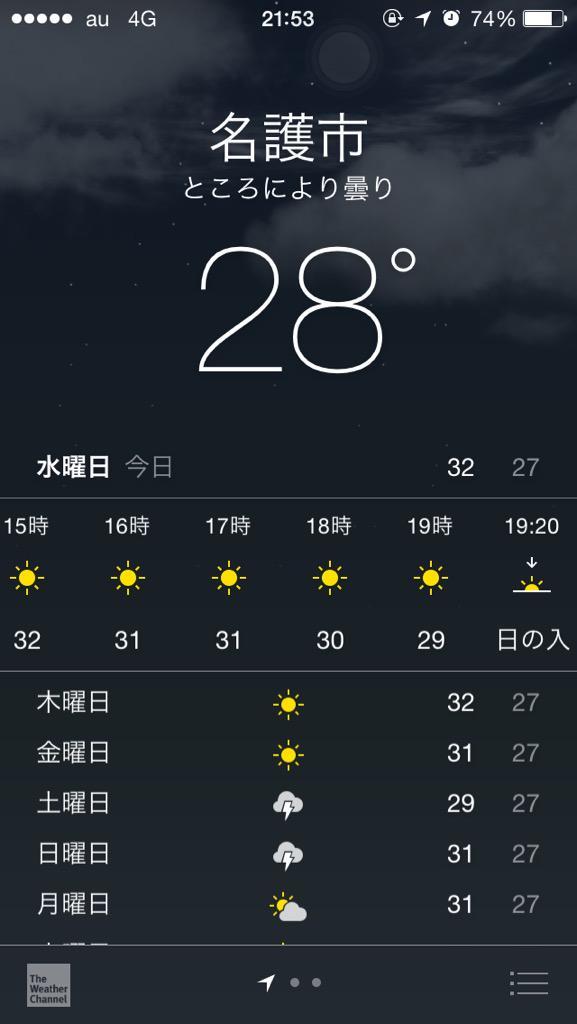 au 4G 21:53 74%
名護市
ところにより曇り
28°
水曜日 今日 32 27
15時 16時 17時 18時 19時 19:20
32 31 31 30 29 日の入
木曜日 32 27
金曜日 31 27
土曜日 29 27
日曜日 31 27
月曜日 31 27
The
Weather
Channel